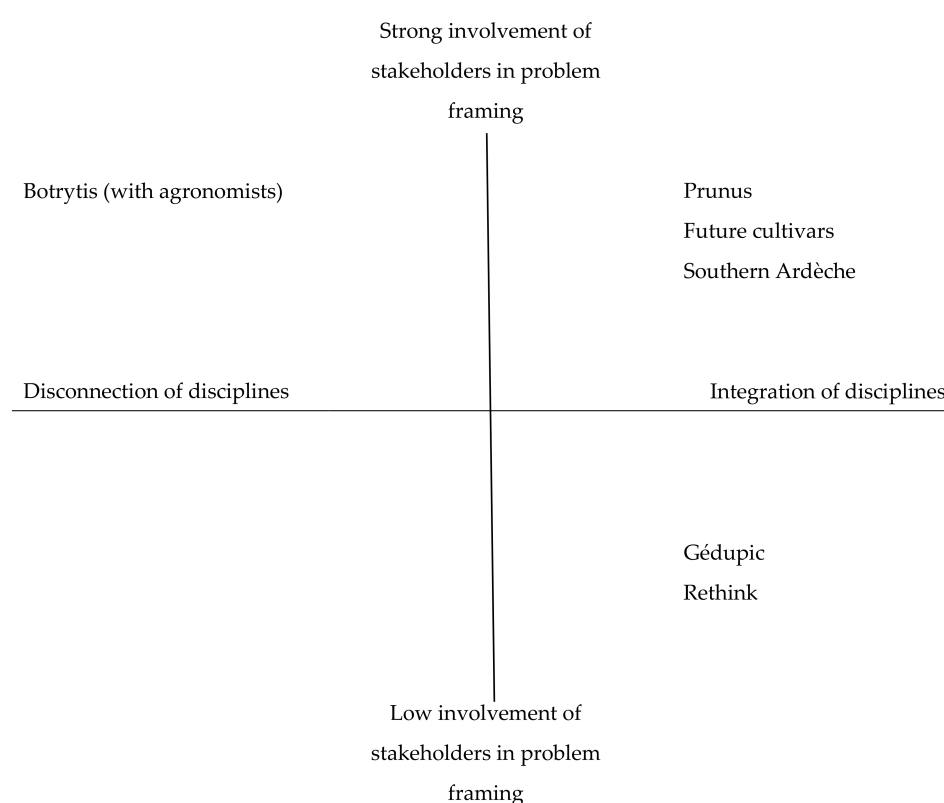 Strong involvement of
stakeholders in problem
framing
Botrytis (with agronomists)
Prunus
Future cultivars
Southern Ardèche
Disconnection of disciplines
Integration of disciplines
Gédupic
Rethink
Low involvement of
stakeholders in problem
framing